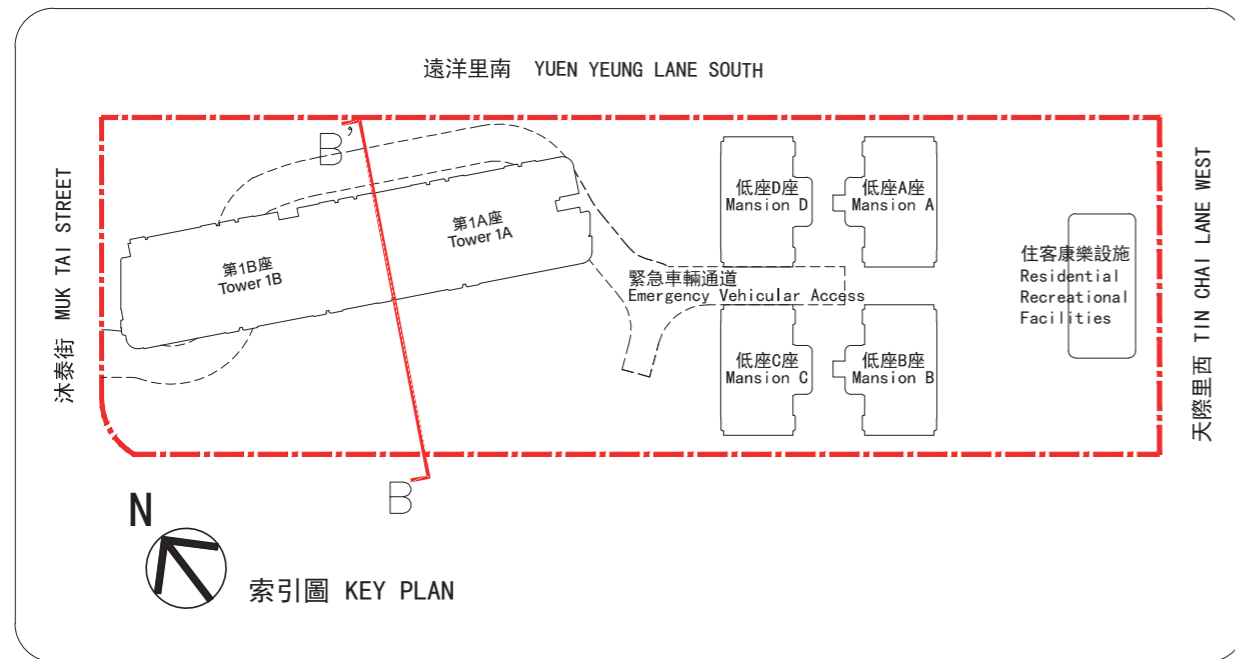 遠洋里南 YUEN YEUNG LANE SOUTH
沐泰街 MUK TAI STREET
天際里西 TIN CHAI LANE WEST
B'
第1A座
Tower 1A
第1B座
Tower 1B
低座D座
Mansion D
低座A座
Mansion A
緊急車輛通道
Emergency Vehicular Access
住客康樂設施
Residential
Recreational
Facilities
低座C座
Mansion C
低座B座
Mansion B
B
N
索引圖 KEY PLAN